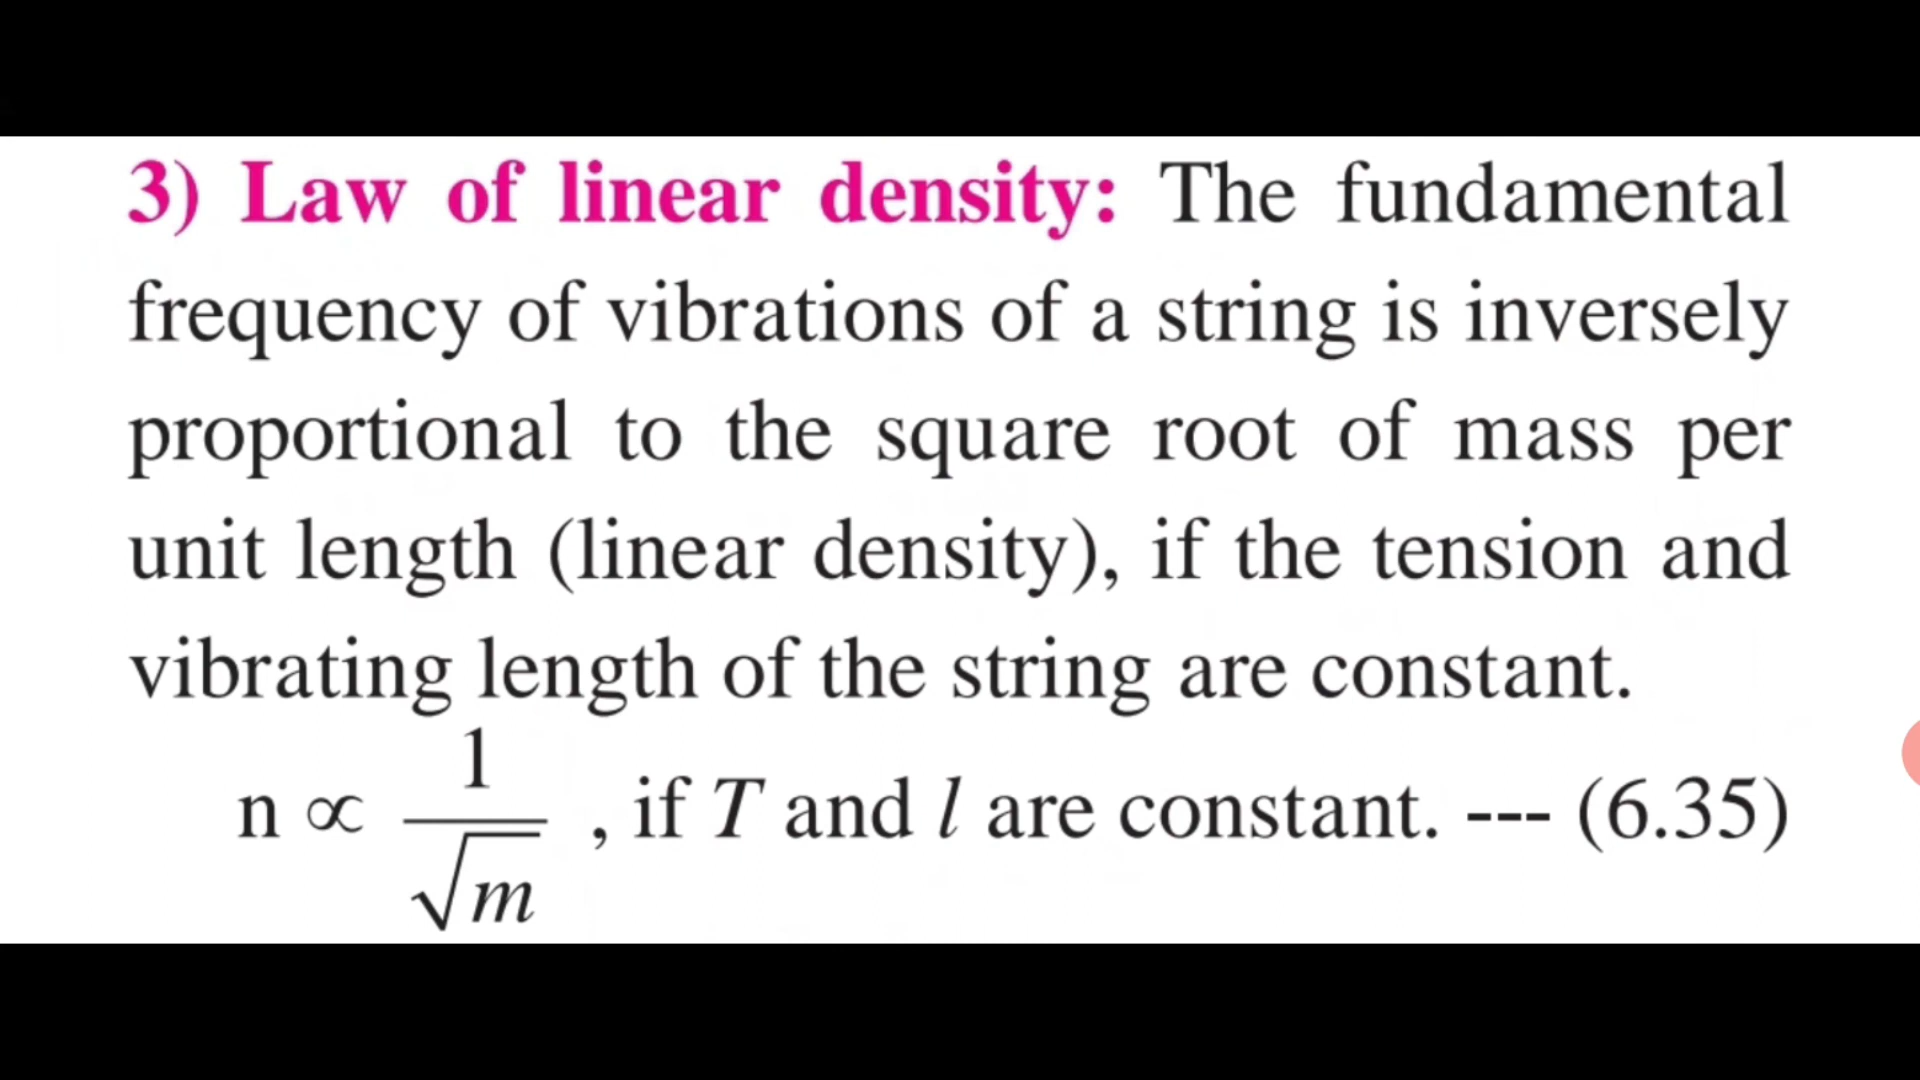 3) Law of linear density: The fundamental
frequency of vibrations of a string is inversely
proportional to the square root of mass per
unit length (linear density), if the tension and
vibrating length of the string are constant.
n ∝ 1/√m , if T and l are constant. --- (6.35)